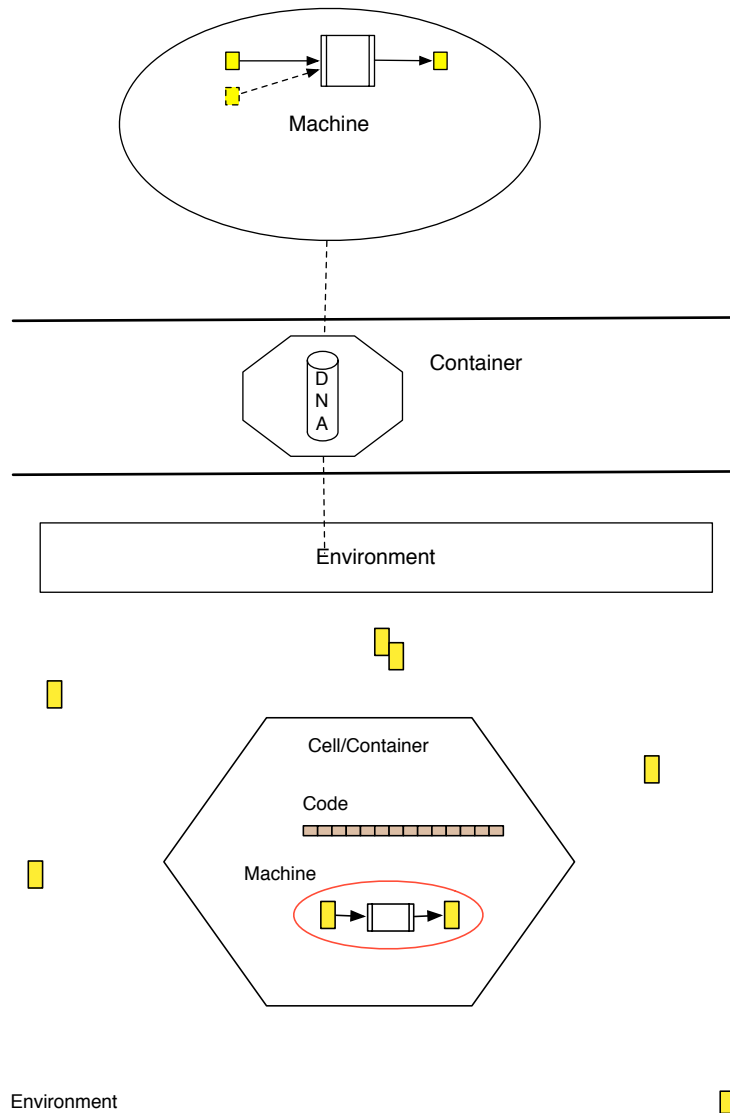 Machine
Container
D
N
A
Environment
Cell/Container
Code
Machine
Environment